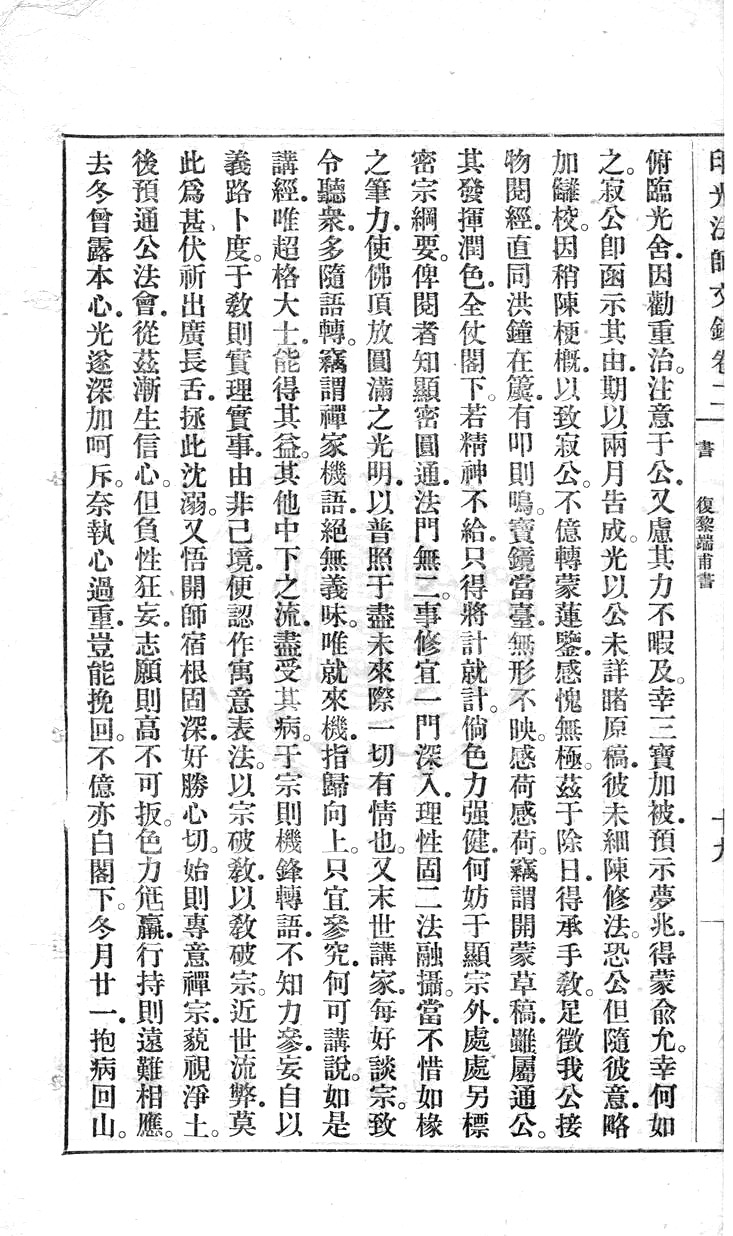 印光法師文鈔卷二 書 復黎端甫書 十九
俯臨光舍.因勸重治。注意于公.又慮其力不暇及。幸三寶加被.預示夢兆.得蒙俞允。幸何如
之。寂公卽函示其由.期以兩月告成。光以公未詳睹原稿.彼未細陳修法.恐公但隨彼意.略
加讎校。因稍陳梗槪.以致寂公.不億轉蒙蓮鑒.感愧無極。茲于除日.得承手敎。足徵我公接
物閱經.直同洪鐘在簴.有叩則鳴。寶鏡當臺.無形不映。感荷感荷。竊謂開蒙草稿.雖屬通公。
其發揮潤色.全仗閣下。若精神不給.只得將計就計。倘色力强健.何妨于顯宗外.處處另標
密宗綱要。俾閱者知顯密圓通.法門無二。事修宜一門深入.理性固二法融攝。當不惜如椽
之筆力.使佛頂放圓滿之光明.以普照于盡未來際一切有情也。又末世講家.每好談宗.致
令聽衆.多隨語轉。竊謂禪家機語.絕無義味。唯就來機.指歸向上。只宜參究.何可講說。如是
講經.唯超格大士.能得其益。其他中下之流.盡受其病。于宗則機鋒轉語.不知力參.妄自以
義路卜度。于敎則實理實事.由非己境.便認作寓意表法。以宗破敎.以敎破宗。近世流弊.莫
此爲甚.伏祈出廣長舌.拯此沈溺。又悟開師宿根固深.好勝心切。始則專意禪宗.藐視淨土。
後預通公法會.從茲漸生信心。但負性狂妄.志願則高不可扳。色力尫羸.行持則遠難相應。
去冬曾露本心.光遂深加呵斥。奈執心過重.豈能挽回。不億亦白閣下。冬月廿一.抱病回山。